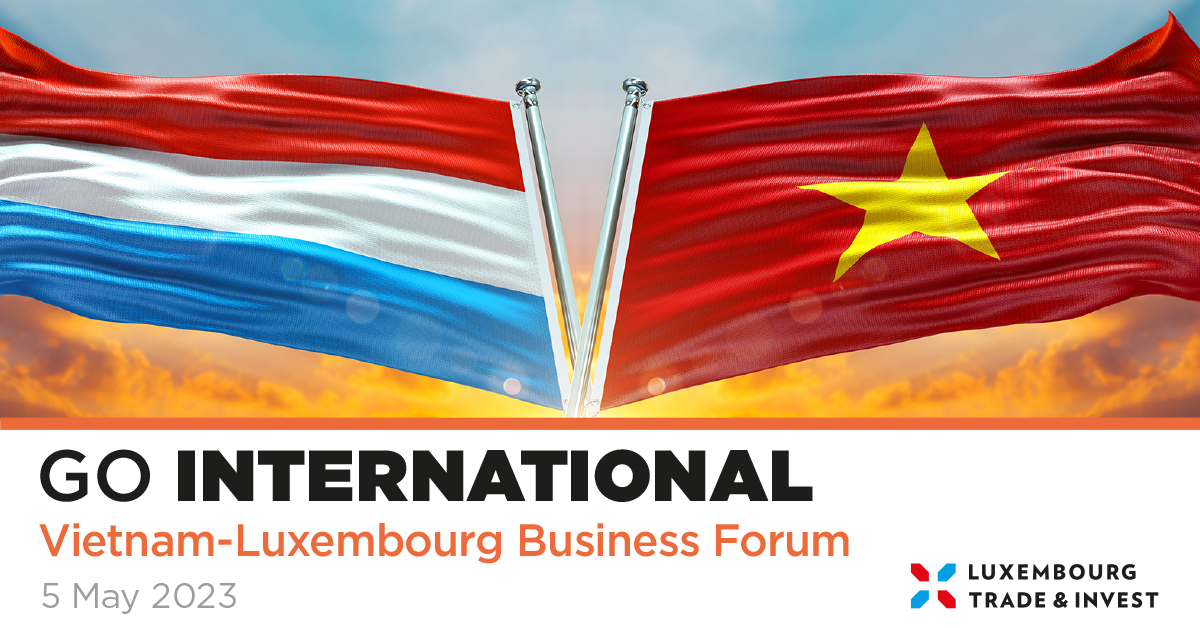 GO INTERNATIONAL
Vietnam-Luxembourg Business Forum
5 May 2023
LUXEMBOURG
TRADE & INVEST